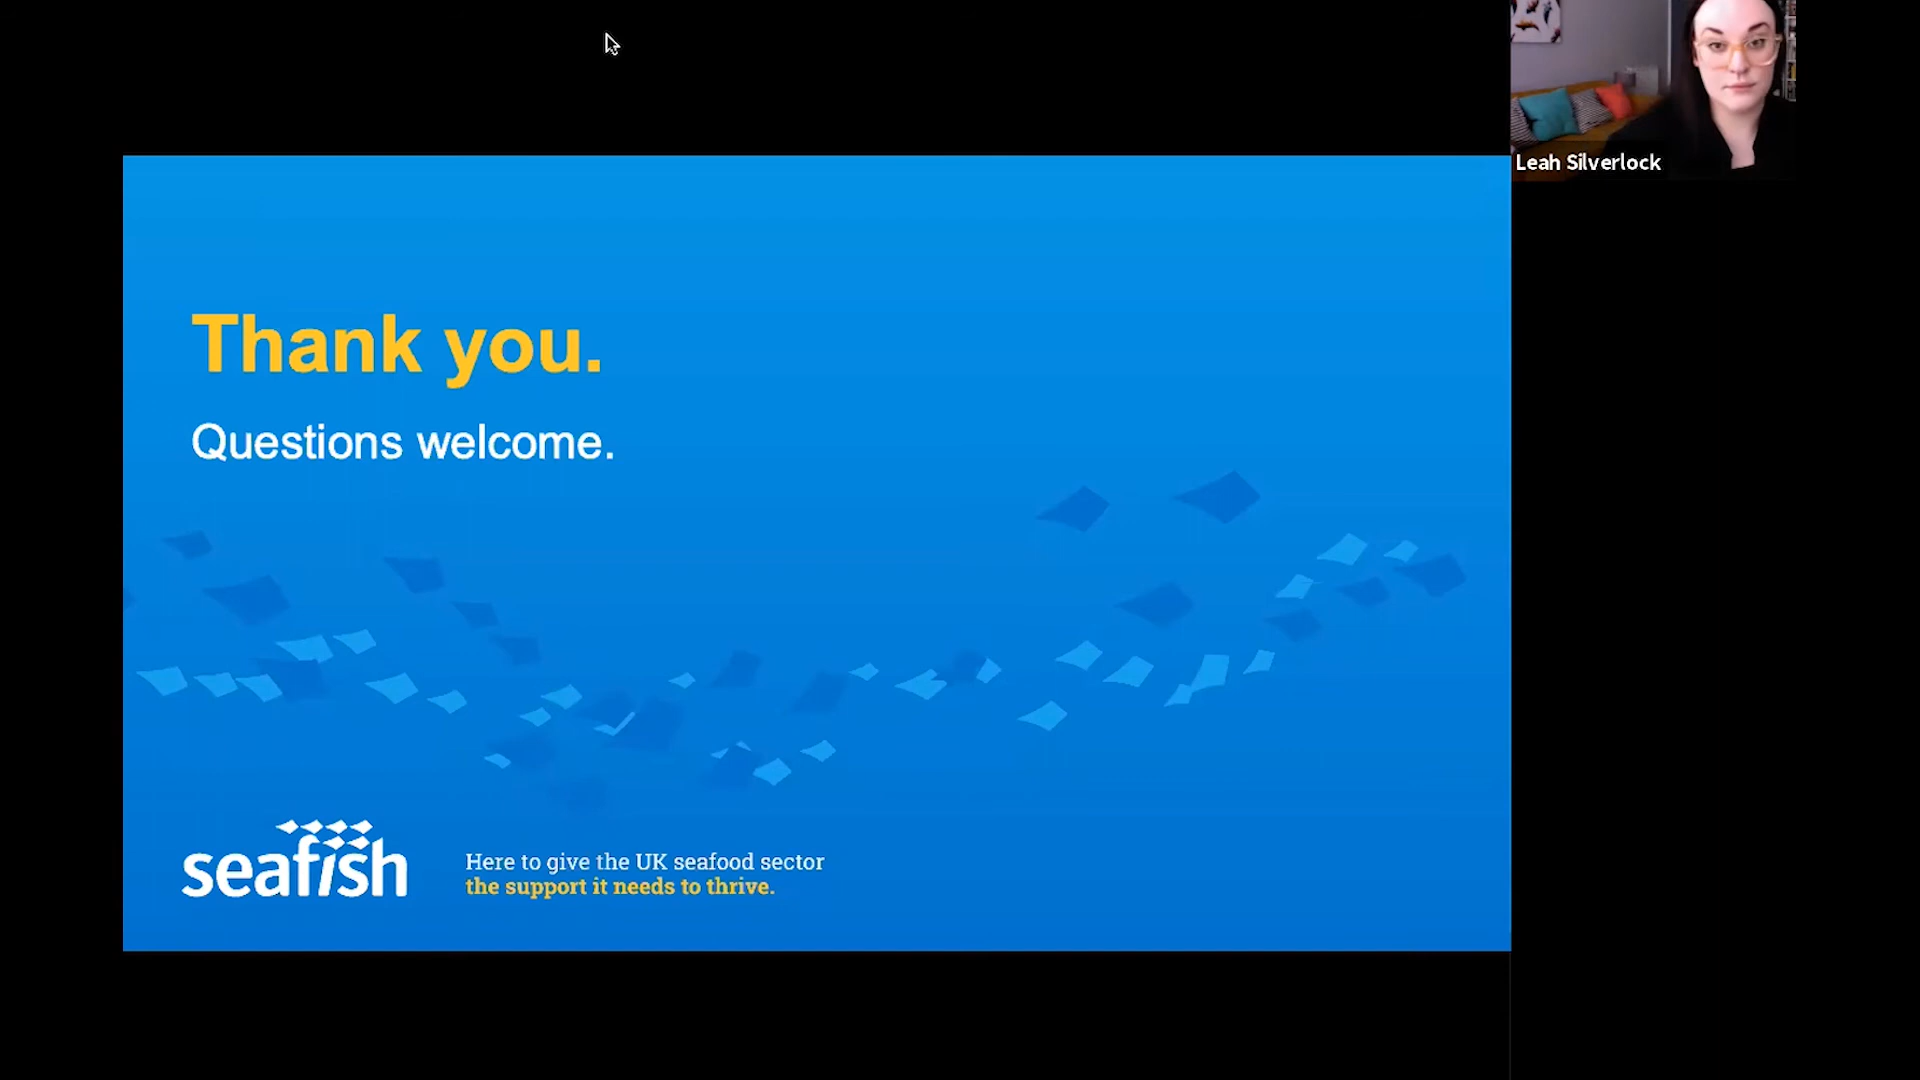 Leah Silverlock
Thank you.
Questions welcome.
seafish
Here to give the UK seafood sector
the support it needs to thrive.